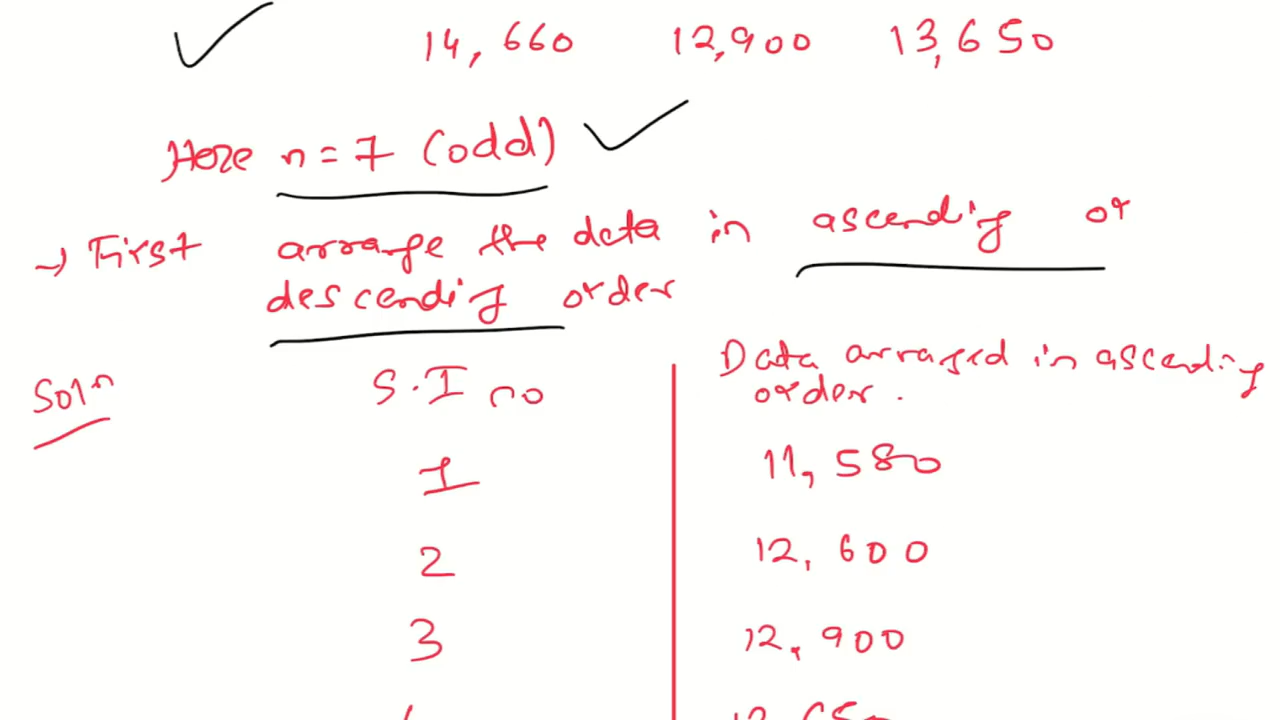 14, 660 12,900 13,650
Here n = 7 (odd)
→ First arrange the data in ascending or
descending order
Soln S.I no Data arranged in ascending
order.
1 11, 580
2 12, 600
3 12, 900